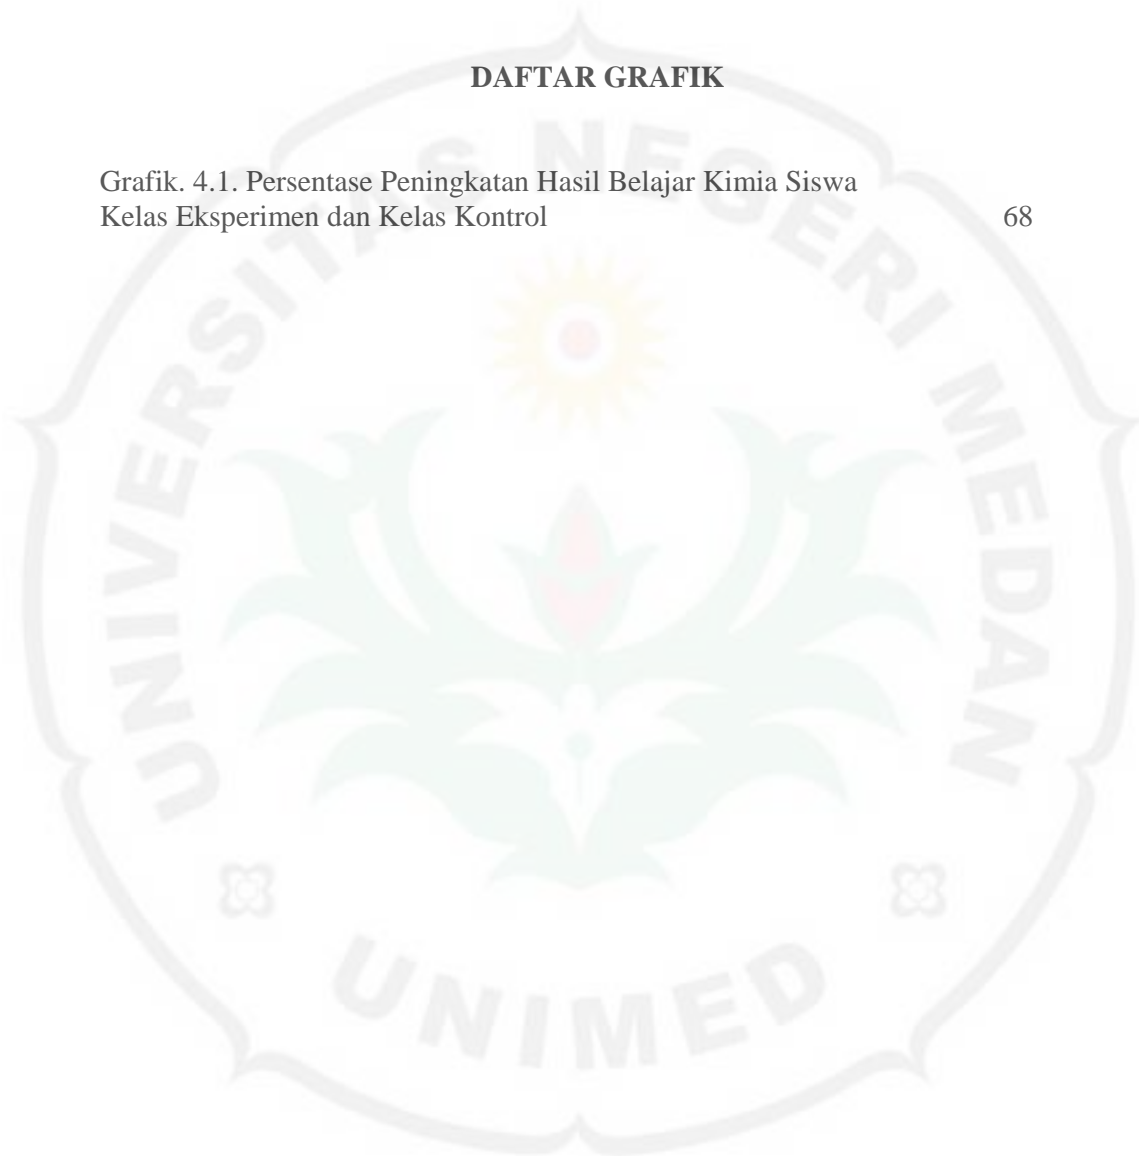 DAFTAR GRAFIK
Grafik. 4.1. Persentase Peningkatan Hasil Belajar Kimia Siswa
Kelas Eksperimen dan Kelas Kontrol 68
UNIVERSITAS NEGERI MEDAN
UNIMED